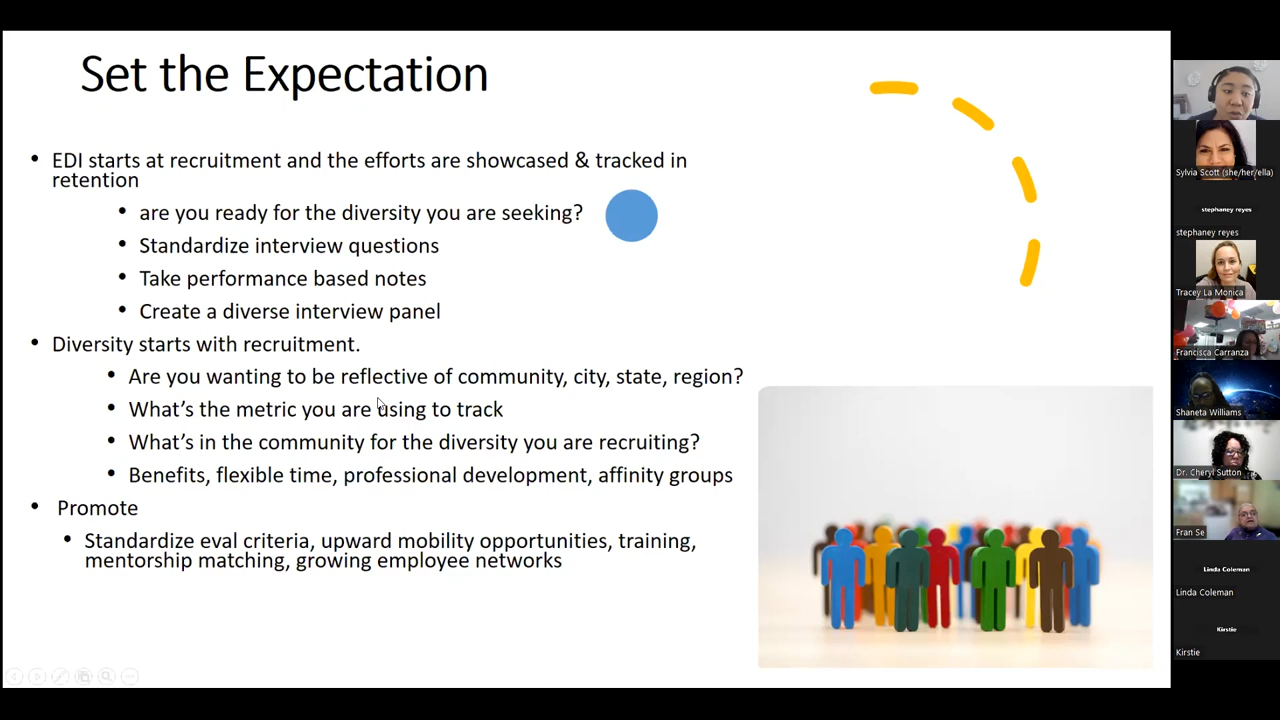 Set the Expectation
• EDI starts at recruitment and the efforts are showcased & tracked in
retention
• are you ready for the diversity you are seeking?
• Standardize interview questions
• Take performance based notes
• Create a diverse interview panel
• Diversity starts with recruitment.
• Are you wanting to be reflective of community, city, state, region?
• What's the metric you are using to track
• What's in the community for the diversity you are recruiting?
• Benefits, flexible time, professional development, affinity groups
• Promote
• Standardize eval criteria, upward mobility opportunities, training,
mentorship matching, growing employee networks
Sylvia Scott (she/her/ella)
stephaney reyes
stephaney reyes
Tracey La Monica
Francisca Carranza
Shaneta Williams
Dr. Cheryl Sutton
Fran Se
Linda Coleman
Linda Coleman
Kirstie
Kirstie